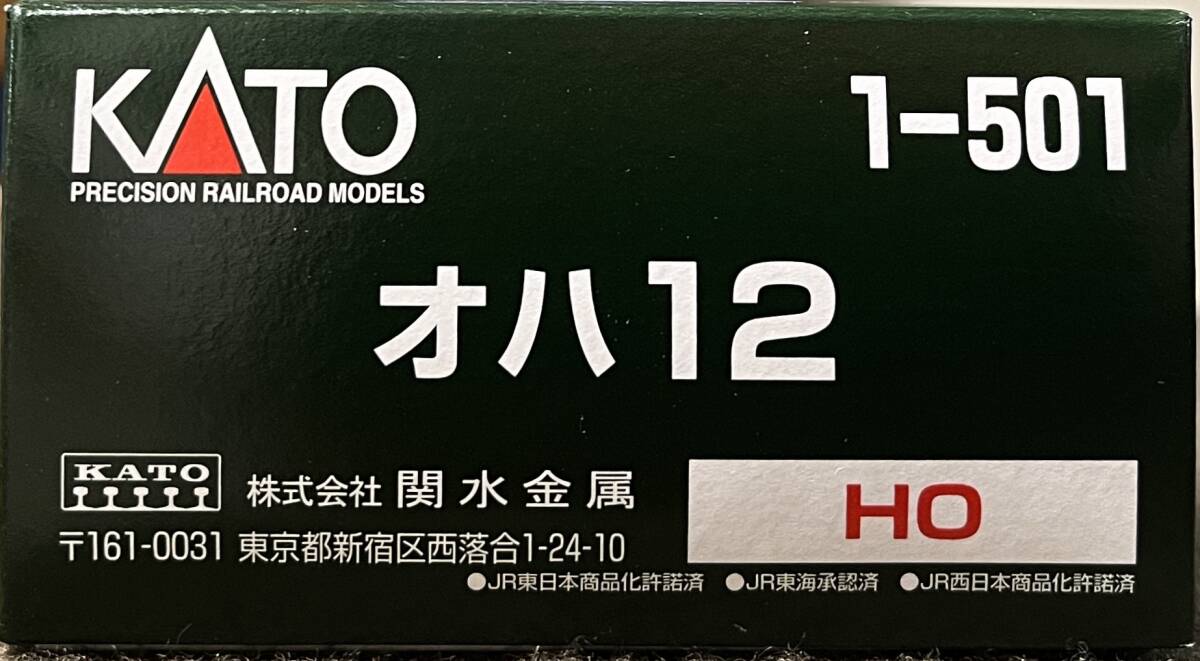 KATO
PRECISION RAILROAD MODELS
1-501
オハ12
KATO
株式会社 関水金属
HO
〒161-0031 東京都新宿区西落合1-24-10
●JR東日本商品化許諾済 ●JR東海承認済 ●JR西日本商品化許諾済